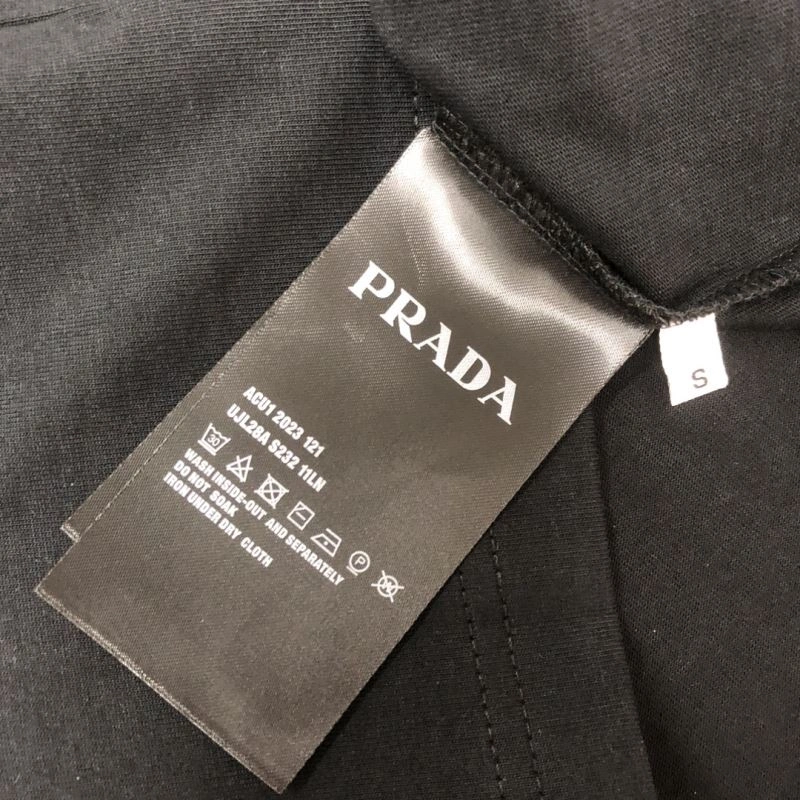 PRADA
ACU1 2023 121
UJL28A S232 11LN
30
P
W
WASH INSIDE-OUT AND SEPARATELY
DO NOT SOAK
IRON UNDER DRY CLOTH
S